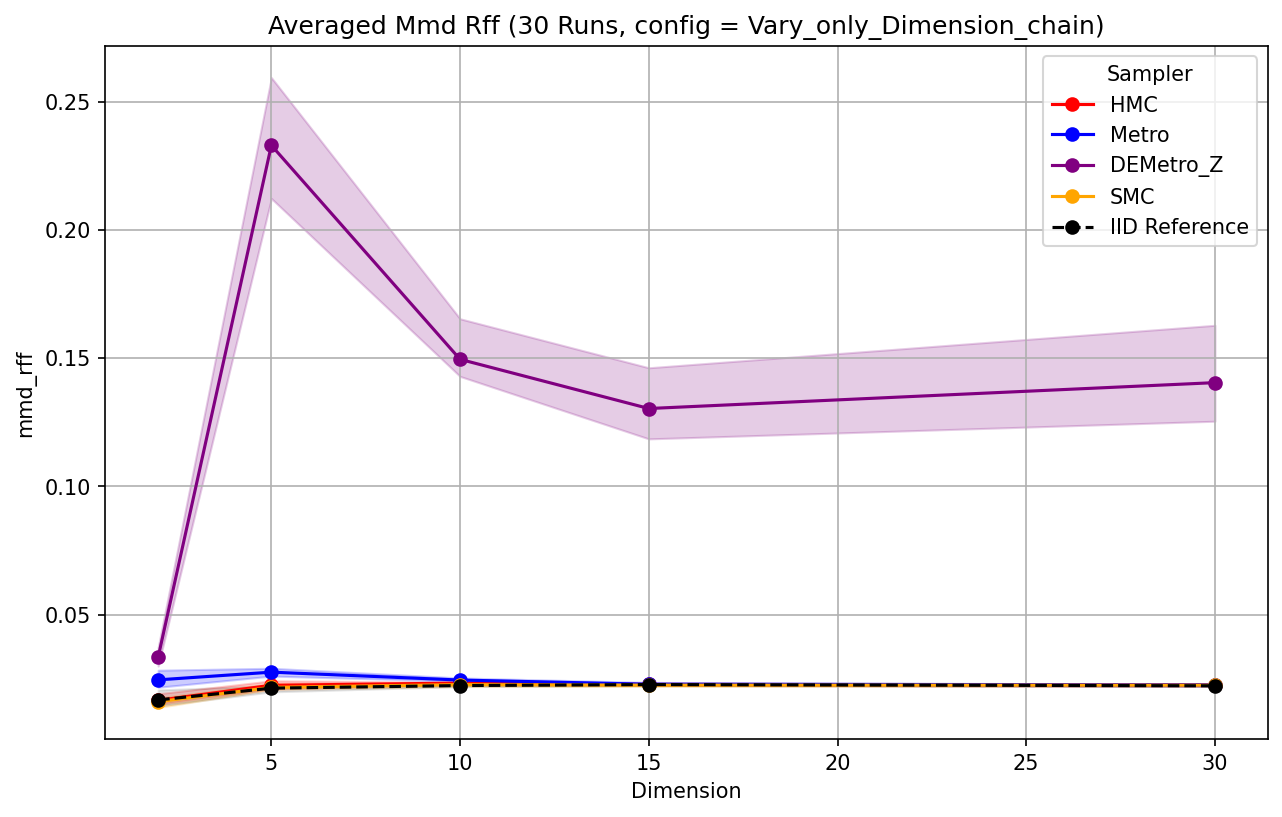 Averaged Mmd Rff (30 Runs, config = Vary_only_Dimension_chain)
Sampler
HMC
Metro
DEMetro_Z
SMC
IID Reference
mmd_rff
0.25
0.20
0.15
0.10
0.05
5 10 15 20 25 30
Dimension